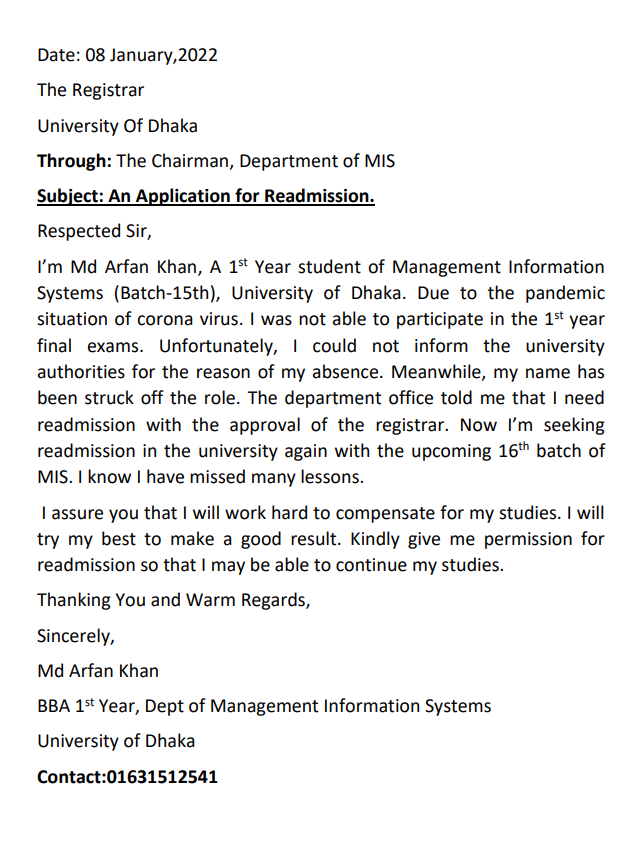 Date: 08 January,2022
The Registrar
University Of Dhaka
Through: The Chairman, Department of MIS
Subject: An Application for Readmission.
Respected Sir,
I’m Md Arfan Khan, A 1st Year student of Management Information
Systems (Batch-15th), University of Dhaka. Due to the pandemic
situation of corona virus. I was not able to participate in the 1st year
final exams. Unfortunately, I could not inform the university
authorities for the reason of my absence. Meanwhile, my name has
been struck off the role. The department office told me that I need
readmission with the approval of the registrar. Now I’m seeking
readmission in the university again with the upcoming 16th batch of
MIS. I know I have missed many lessons.
I assure you that I will work hard to compensate for my studies. I will
try my best to make a good result. Kindly give me permission for
readmission so that I may be able to continue my studies.
Thanking You and Warm Regards,
Sincerely,
Md Arfan Khan
BBA 1st Year, Dept of Management Information Systems
University of Dhaka
Contact:01631512541